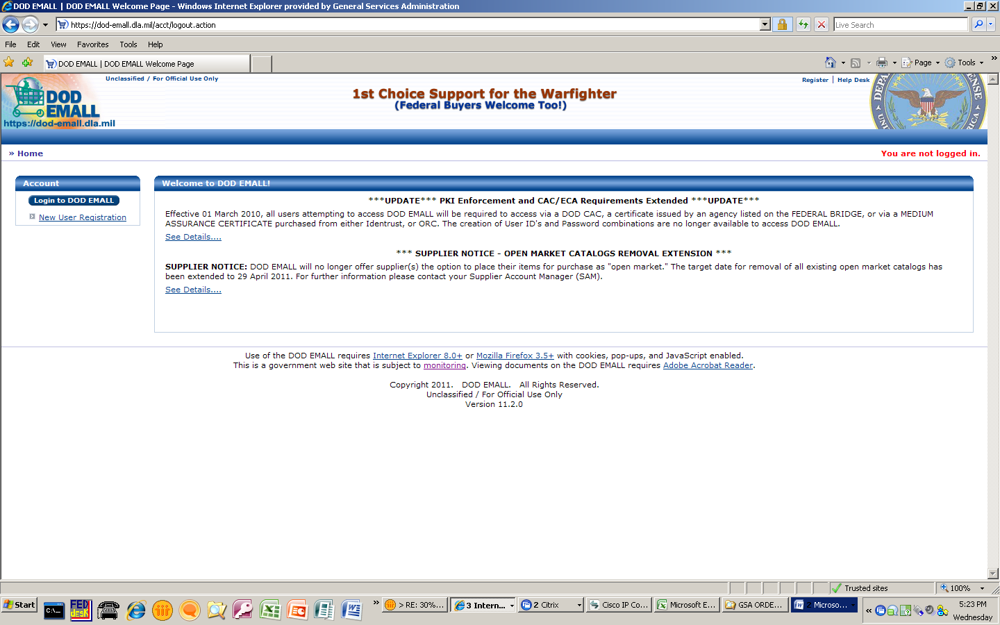 DOD EMALL | DOD EMALL Welcome Page - Windows Internet Explorer provided by General Services Administration
https://dod-emall.dla.mil/acct/logout.action
Live Search
File Edit View Favorites Tools Help
DOD EMALL | DOD EMALL Welcome Page
Page Tools
Unclassified / For Official Use Only
Register | Help Desk
DOD EMALL
https://dod-emall.dla.mil
1st Choice Support for the Warfighter
(Federal Buyers Welcome Too!)
» Home
You are not logged in.
Account
Login to DOD EMALL
New User Registration
Welcome to DOD EMALL!
***UPDATE*** PKI Enforcement and CAC/ECA Requirements Extended ***UPDATE***
Effective 01 March 2010, all users attempting to access DOD EMALL will be required to access via a DOD CAC, a certificate issued by an agency listed on the FEDERAL BRIDGE, or via a MEDIUM
ASSURANCE CERTIFICATE purchased from either Identrust, or ORC. The creation of User ID's and Password combinations are no longer available to access DOD EMALL.
See Details....
*** SUPPLIER NOTICE - OPEN MARKET CATALOGS REMOVAL EXTENSION ***
SUPPLIER NOTICE: DOD EMALL will no longer offer supplier(s) the option to place their items for purchase as "open market." The target date for removal of all existing open market catalogs has
been extended to 29 April 2011. For further information please contact your Supplier Account Manager (SAM).
See Details....
Use of the DOD EMALL requires Internet Explorer 8.0+ or Mozilla Firefox 3.5+ with cookies, pop-ups, and JavaScript enabled.
This is a government web site that is subject to monitoring. Viewing documents on the DOD EMALL requires Adobe Acrobat Reader.
Copyright 2011. DOD EMALL. All Rights Reserved.
Unclassified / For Official Use Only
Version 11.2.0
Trusted sites
100%
Start
C:\
FED desk
> RE: 30%...
3 Intern...
2 Citrix
Cisco IP Co...
Microsoft E...
GSA ORDE...
2 Microso...
5:23 PM
Wednesday